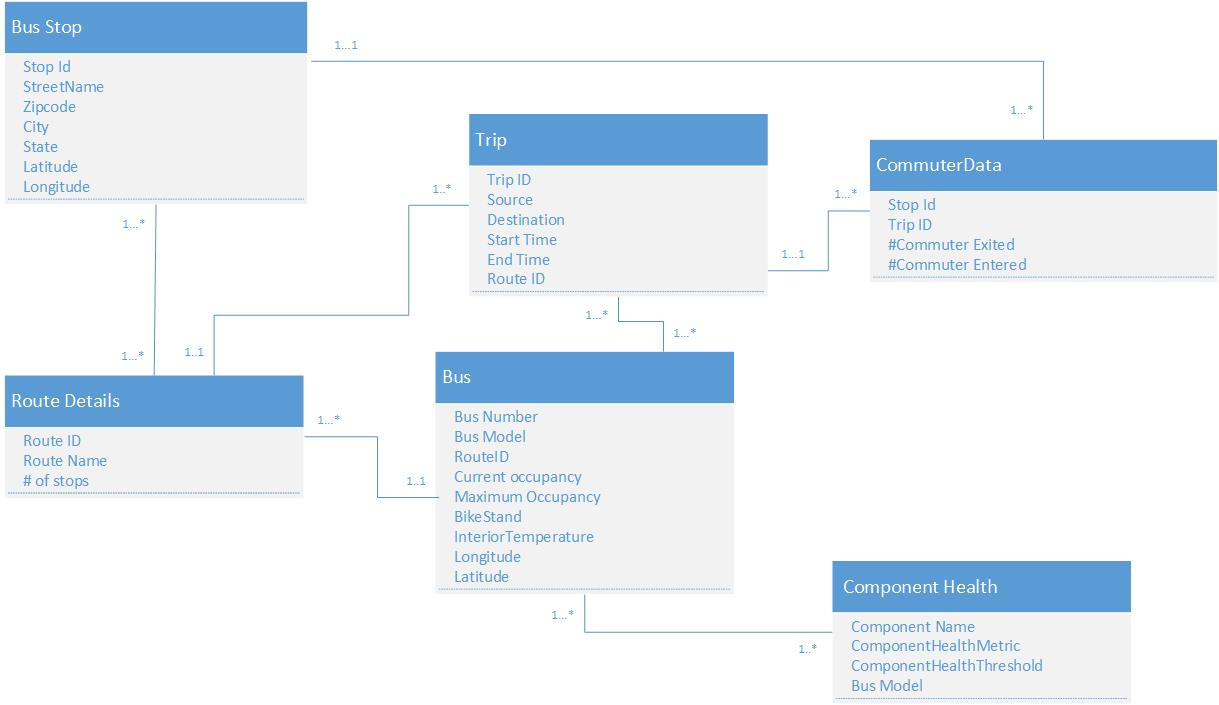 Bus Stop
Stop Id
StreetName
Zipcode
City
State
Latitude
Longitude
1...1
1...*
Trip
Trip ID
Source
Destination
Start Time
End Time
Route ID
CommuterData
Stop Id
Trip ID
#Commuter Exited
#Commuter Entered
1..*
1...*
1...1
1...*
1...*
1..1
1...*
1...*
Route Details
Route ID
Route Name
# of stops
1...*
1..1
Bus
Bus Number
Bus Model
RouteID
Current occupancy
Maximum Occupancy
BikeStand
InteriorTemperature
Longitude
Latitude
1...*
1..*
Component Health
Component Name
ComponentHealthMetric
ComponentHealthThreshold
Bus Model